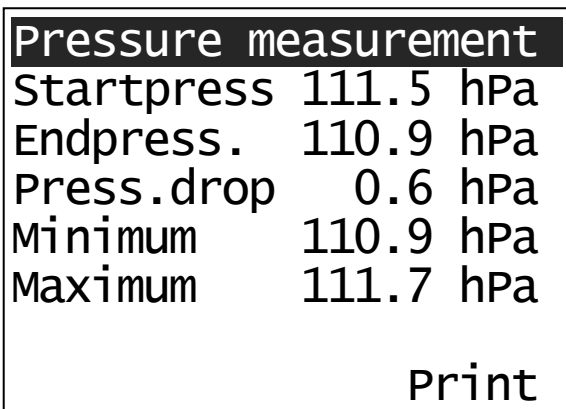 Pressure measurement
Startpress 111.5 hPa
Endpress. 110.9 hPa
Press.drop 0.6 hPa
Minimum 110.9 hPa
Maximum 111.7 hPa
Print